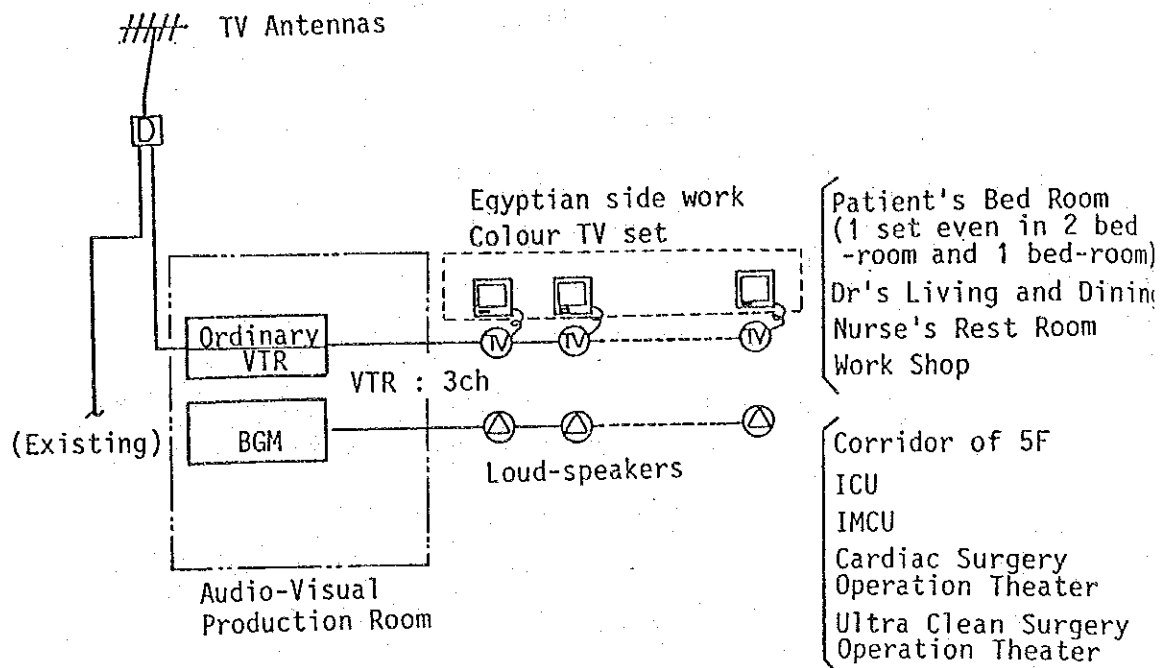 TV Antennas
D
Egyptian side work
Colour TV set
Patient's Bed Room
(1 set even in 2 bed
-room and 1 bed-room)
Dr's Living and Dining
Nurse's Rest Room
Work Shop
Ordinary
VTR
TV
TV
TV
VTR : 3ch
(Existing)
BGM
Loud-speakers
Corridor of 5F
ICU
IMCU
Cardiac Surgery
Operation Theater
Ultra Clean Surgery
Operation Theater
Audio-Visual
Production Room